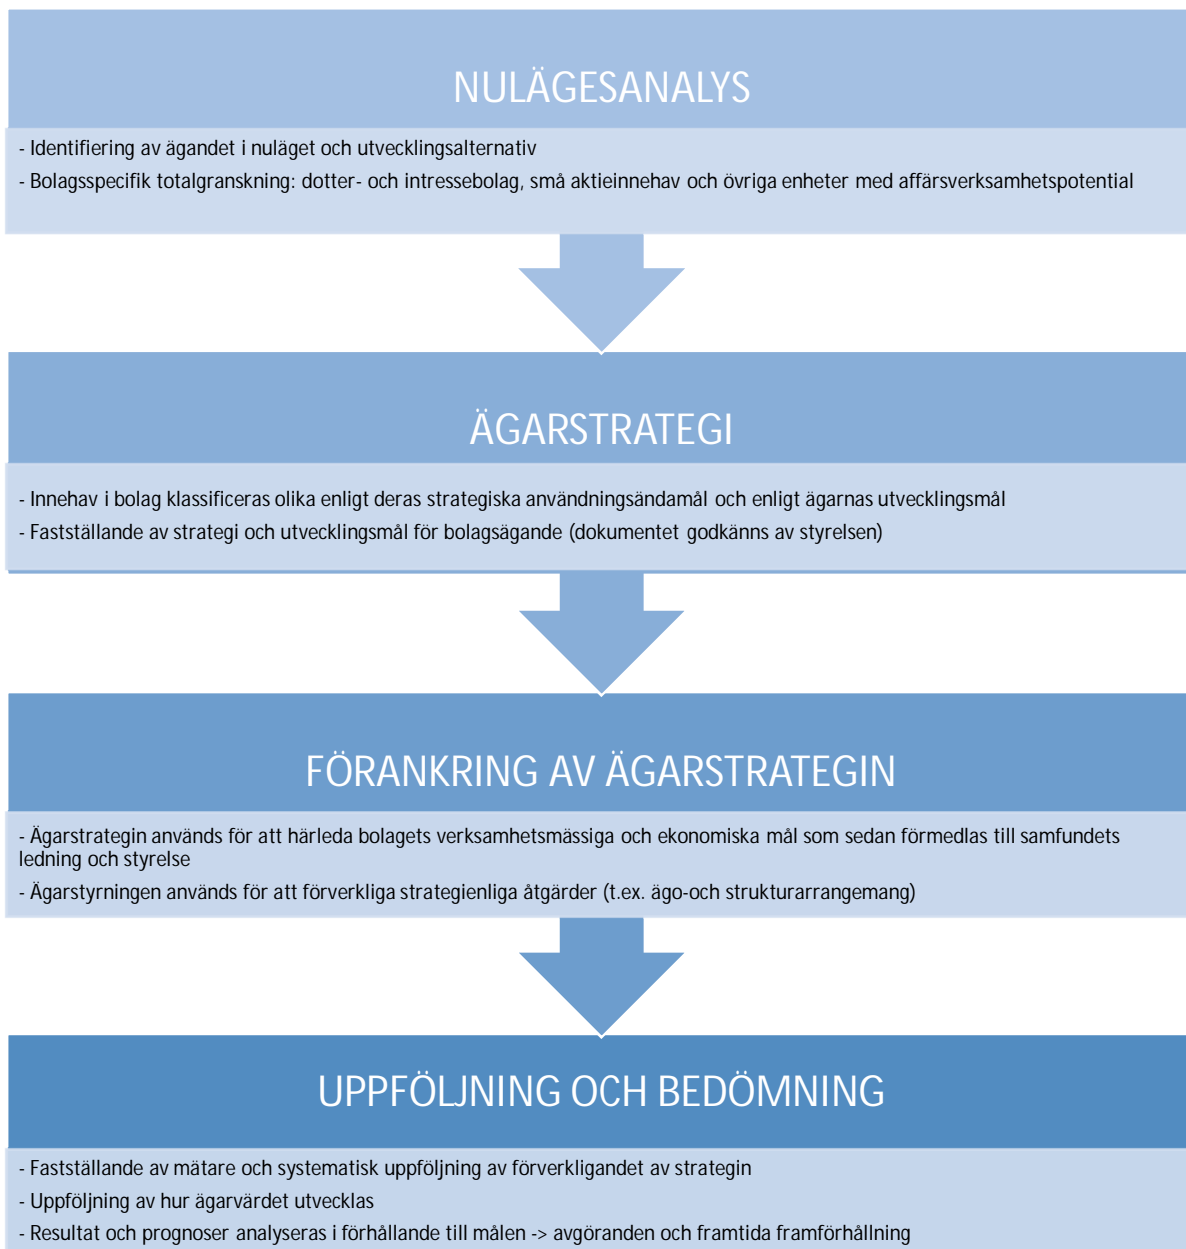 NULÄGESANALYS
- Identifiering av ägandet i nuläget och utvecklingsalternativ
- Bolagsspecifik totalgranskning: dotter- och intressebolag, små aktieinnehav och övriga enheter med affärsverksamhetspotential
ÄGARSTRATEGI
- Innehav i bolag klassificeras olika enligt deras strategiska användningsändamål och enligt ägarnas utvecklingsmål
- Fastställande av strategi och utvecklingsmål för bolagsägande (dokumentet godkänns av styrelsen)
FÖRANKRING AV ÄGARSTRATEGIN
- Ägarstrategin används för att härleda bolagets verksamhetsmässiga och ekonomiska mål som sedan förmedlas till samfundets
ledning och styrelse
- Ägarstyrningen används för att förverkliga strategienliga åtgärder (t.ex. ägo-och strukturarrangemang)
UPPFÖLJNING OCH BEDÖMNING
- Fastställande av mätare och systematisk uppföljning av förverkligandet av strategin
- Uppföljning av hur ägarvärdet utvecklas
- Resultat och prognoser analyseras i förhållande till målen -> avgöranden och framtida framförhållning